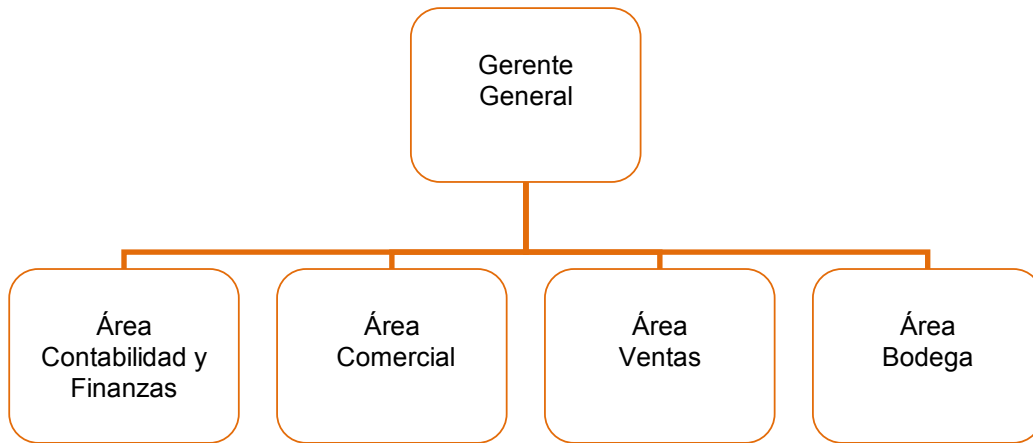 Gerente
General
Área
Contabilidad y
Finanzas
Área
Comercial
Área
Ventas
Área
Bodega